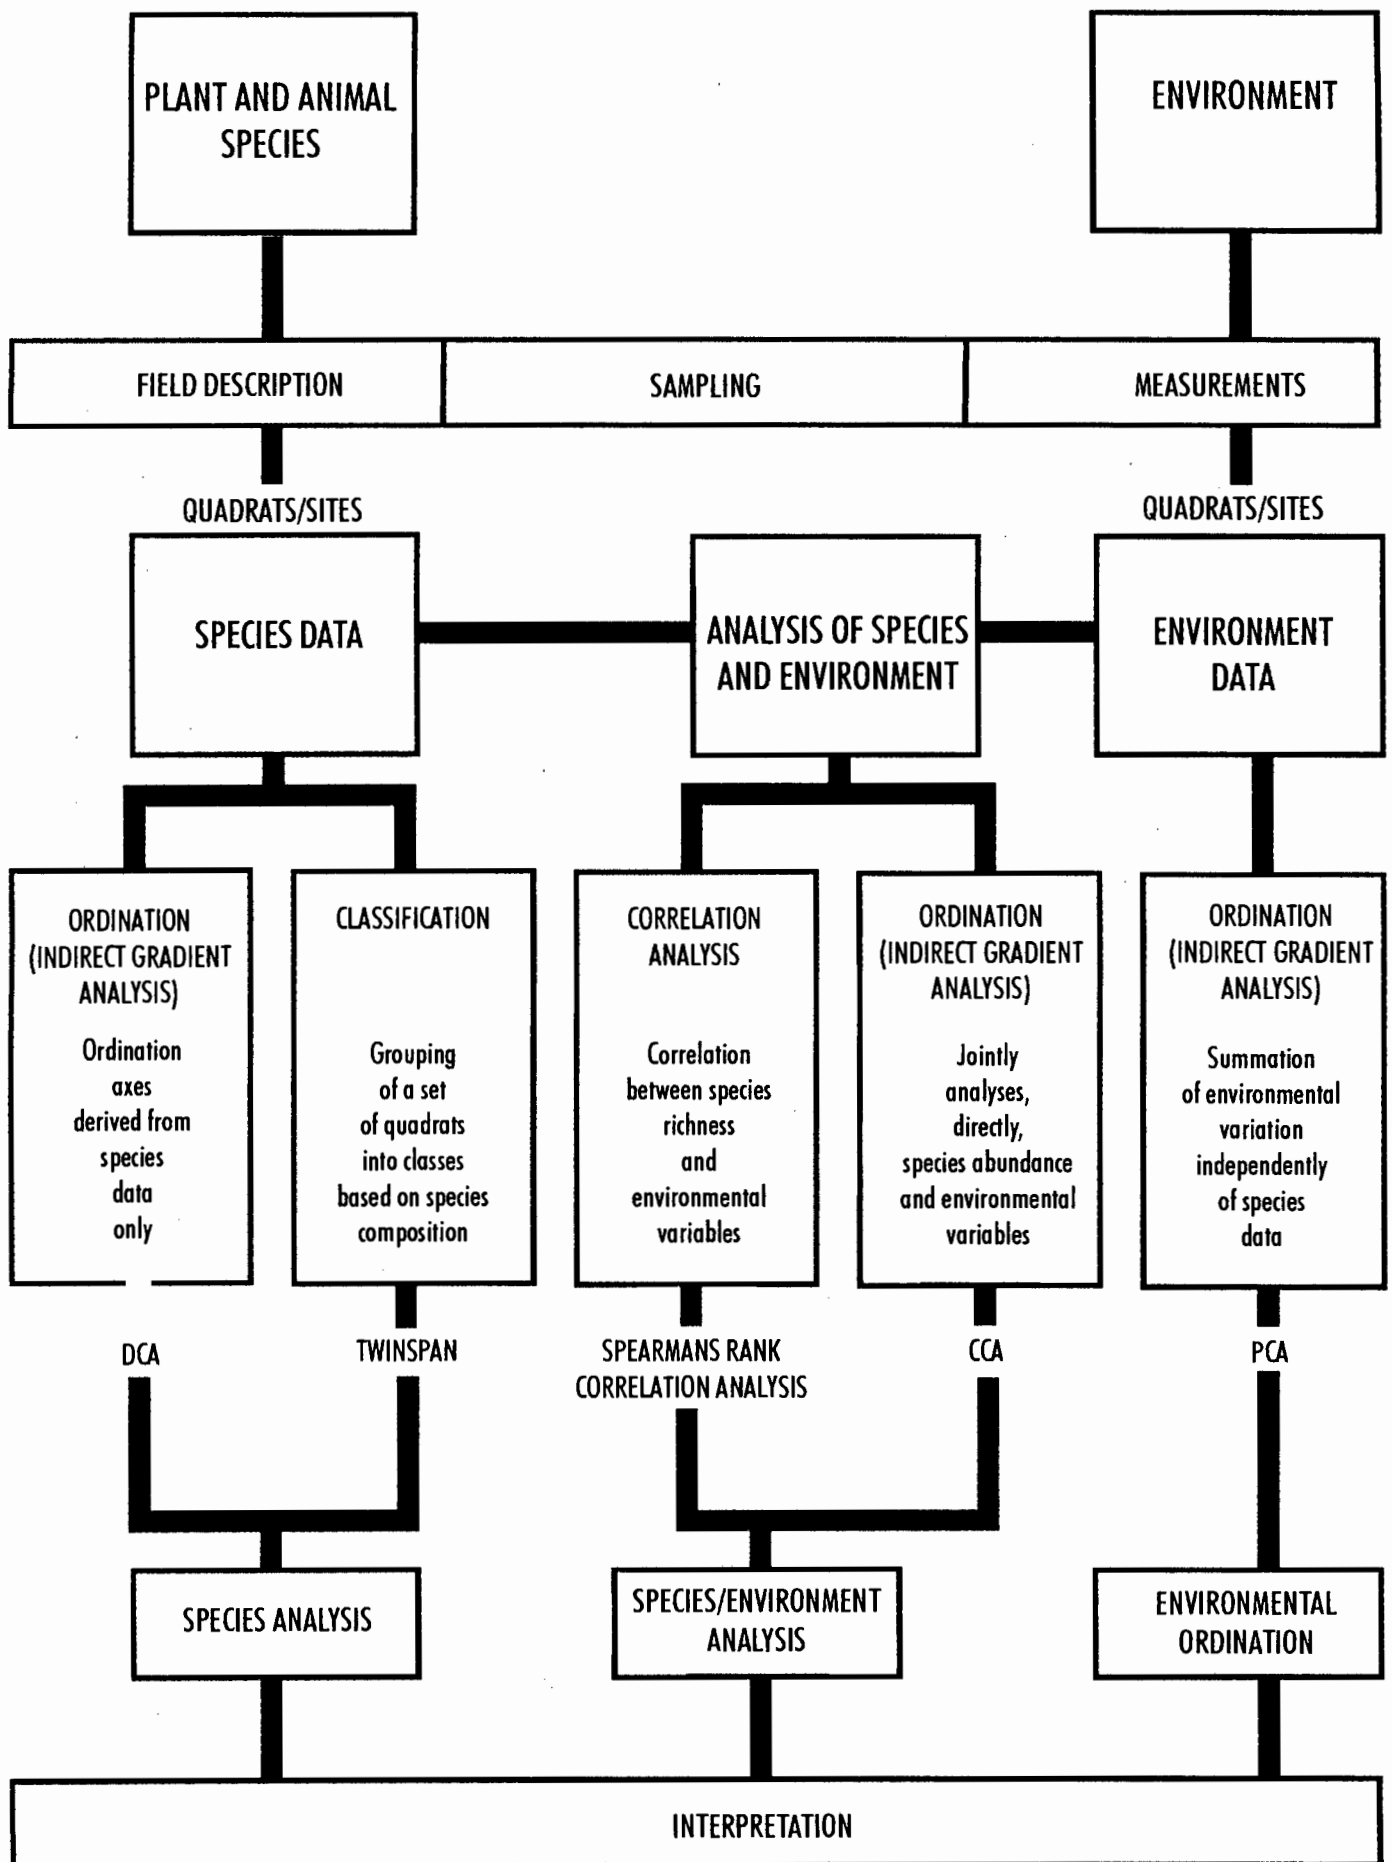 PLANT AND ANIMAL
SPECIES
ENVIRONMENT
FIELD DESCRIPTION
SAMPLING
MEASUREMENTS
QUADRATS/SITES
QUADRATS/SITES
SPECIES DATA
ANALYSIS OF SPECIES
AND ENVIRONMENT
ENVIRONMENT
DATA
ORDINATION
(INDIRECT GRADIENT
ANALYSIS)
Ordination
axes
derived from
species
data
only
CLASSIFICATION
Grouping
of a set
of quadrats
into classes
based on species
composition
CORRELATION
ANALYSIS
Correlation
between species
richness
and
environmental
variables
ORDINATION
(INDIRECT GRADIENT
ANALYSIS)
Jointly
analyses,
directly,
species abundance
and environmental
variables
ORDINATION
(INDIRECT GRADIENT
ANALYSIS)
Summation
of environmental
variation
independently
of species
data
DCA
TWINSPAN
SPEARMANS RANK
CORRELATION ANALYSIS
CCA
PCA
SPECIES ANALYSIS
SPECIES/ENVIRONMENT
ANALYSIS
ENVIRONMENTAL
ORDINATION
INTERPRETATION